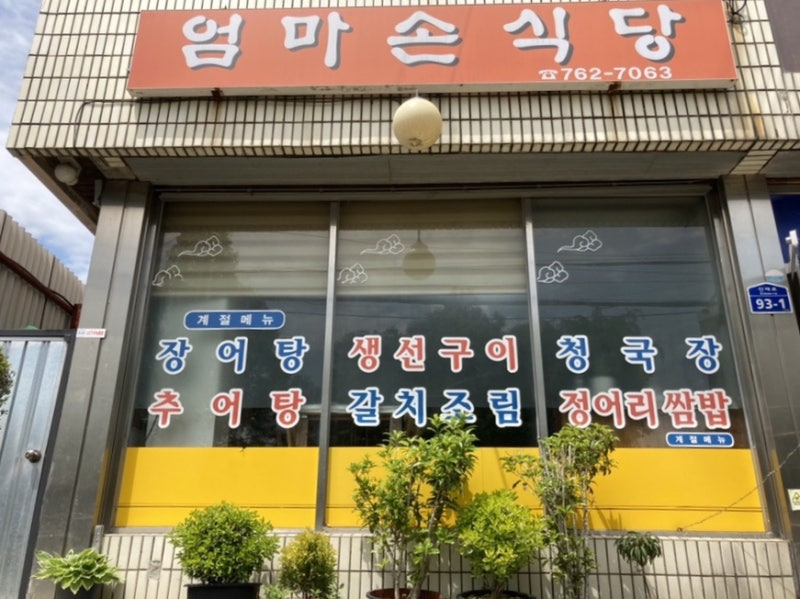 엄마손식당
☎762-7063
계절메뉴
장어탕 생선구이 청국장
추어탕 갈치조림 정어리쌈밥
계절메뉴
93-1